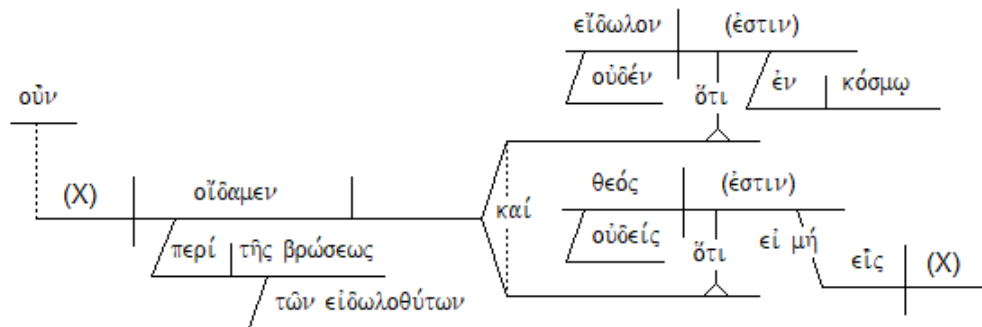 εἴδωλον (ἐστιν)
οὐδέν ὅτι ἐν κόσμῳ
οὖν
(X) οἴδαμεν καί θεός (ἐστιν)
περί τῆς βρώσεως οὐδείς ὅτι εἰ μή εἷς (X)
τῶν εἰδωλοθύτων